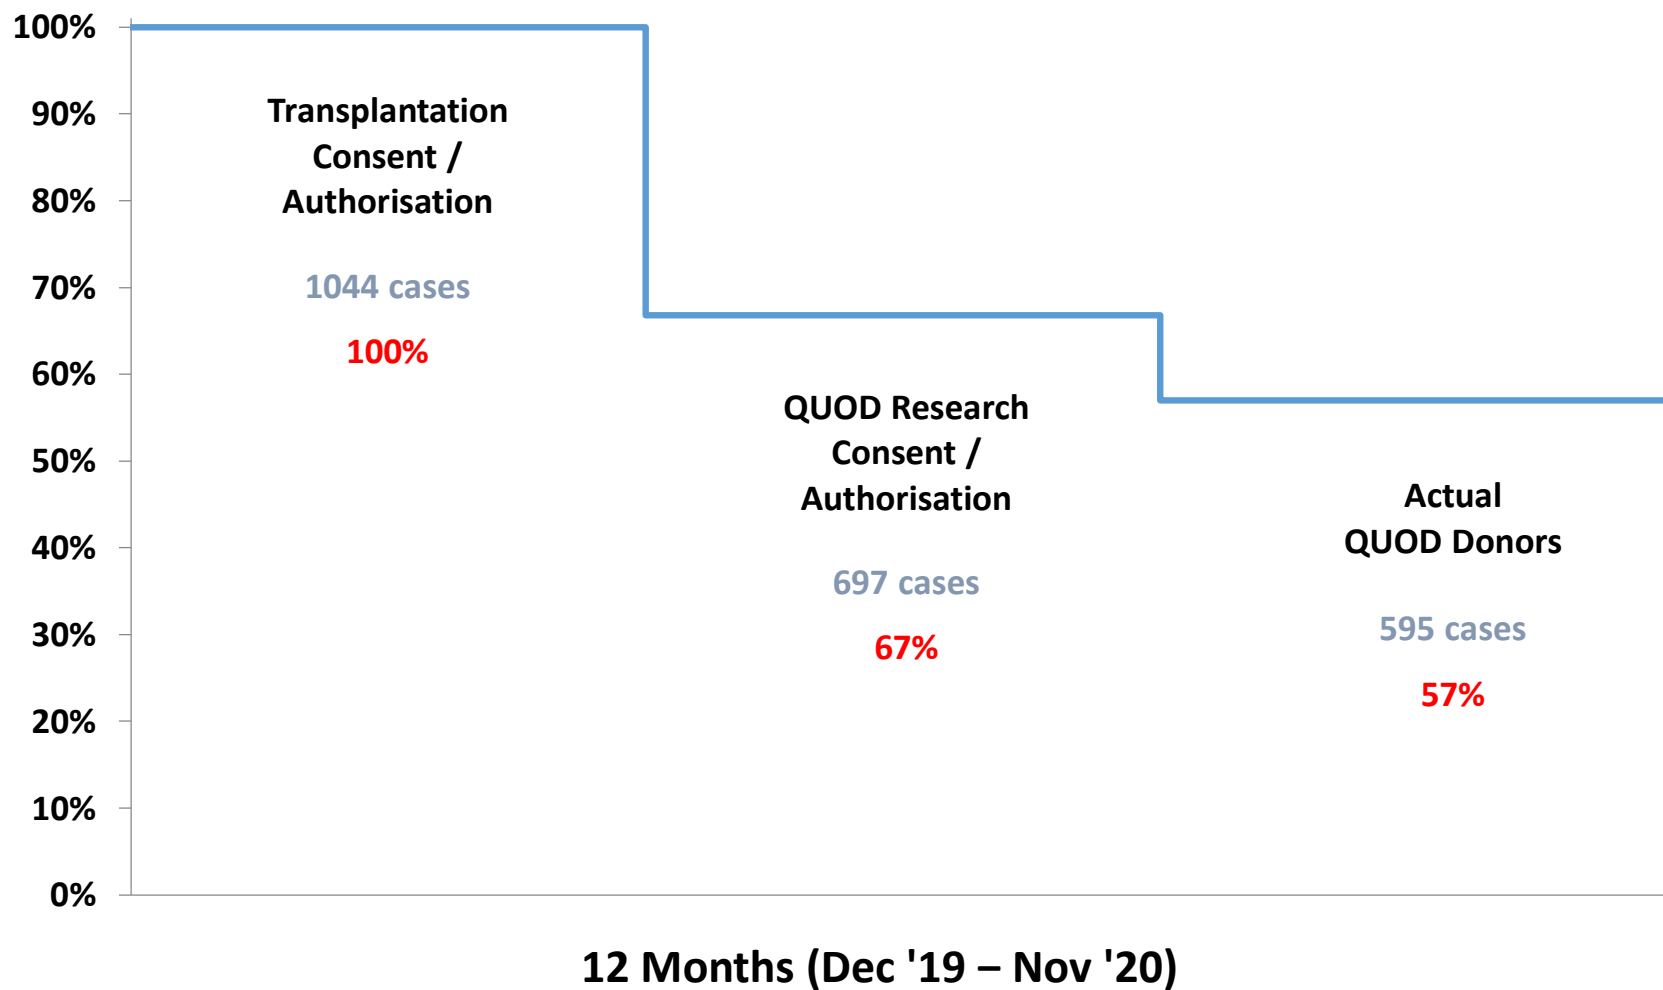 100%
90%
80%
70%
60%
50%
40%
30%
20%
10%
0%
Transplantation
Consent /
Authorisation
1044 cases
100%
QUOD Research
Consent /
Authorisation
697 cases
67%
Actual
QUOD Donors
595 cases
57%
12 Months (Dec '19 – Nov '20)